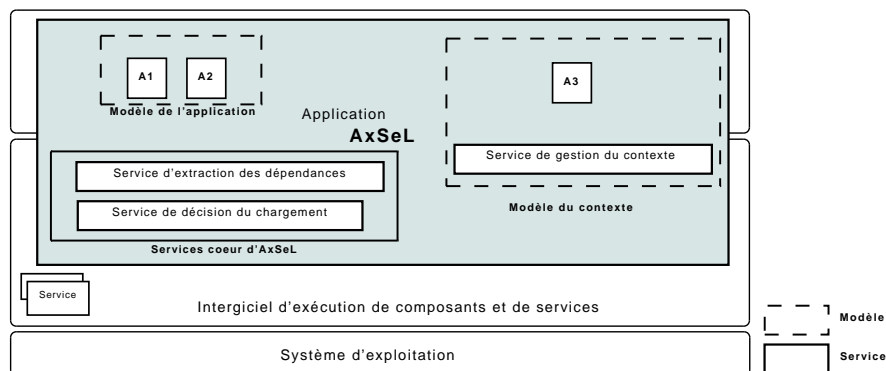 A1
A2
A3
Modèle de l'application
Application
AxSeL
Service de gestion du contexte
Service d'extraction des dépendances
Modèle du contexte
Service de décision du chargement
Services coeur d'AxSeL
Service
Intergiciel d'exécution de composants et de services
Modèle
Système d'exploitation
Service